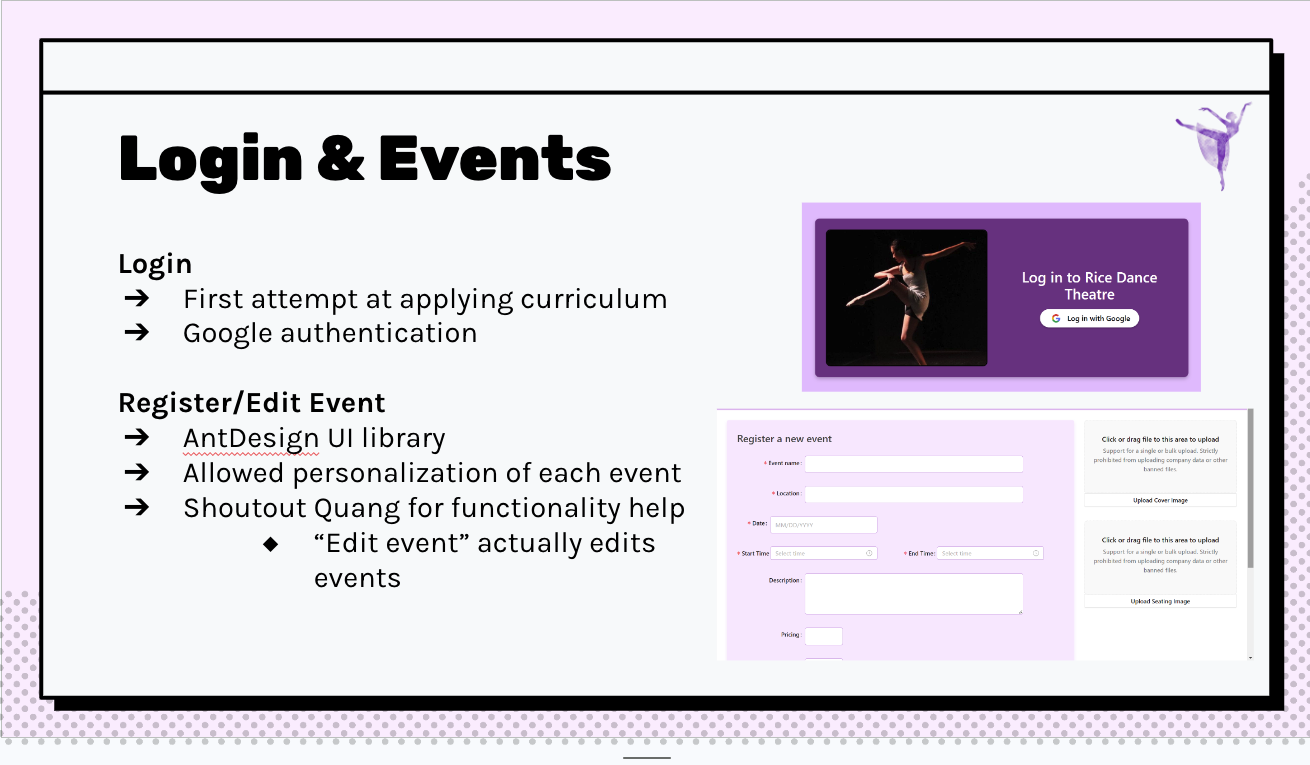 Login & Events
Login
➔ First attempt at applying curriculum
➔ Google authentication
Register/Edit Event
➔ AntDesign UI library
➔ Allowed personalization of each event
➔ Shoutout Quang for functionality help
◆ “Edit event” actually edits
events
Log in to Rice Dance
Theatre
Log in with Google
Register a new event
* Event name:
* Location:
* Date: MM/DD/YYYY
* Start Time Select time * End Time: Select time
Description:
Pricing:
Click or drag file to this area to upload
Support for a single or bulk upload. Strictly
prohibited from uploading company data or other
banned files.
Upload Cover Image
Click or drag file to this area to upload
Support for a single or bulk upload. Strictly
prohibited from uploading company data or other
banned files.
Upload Seating Image